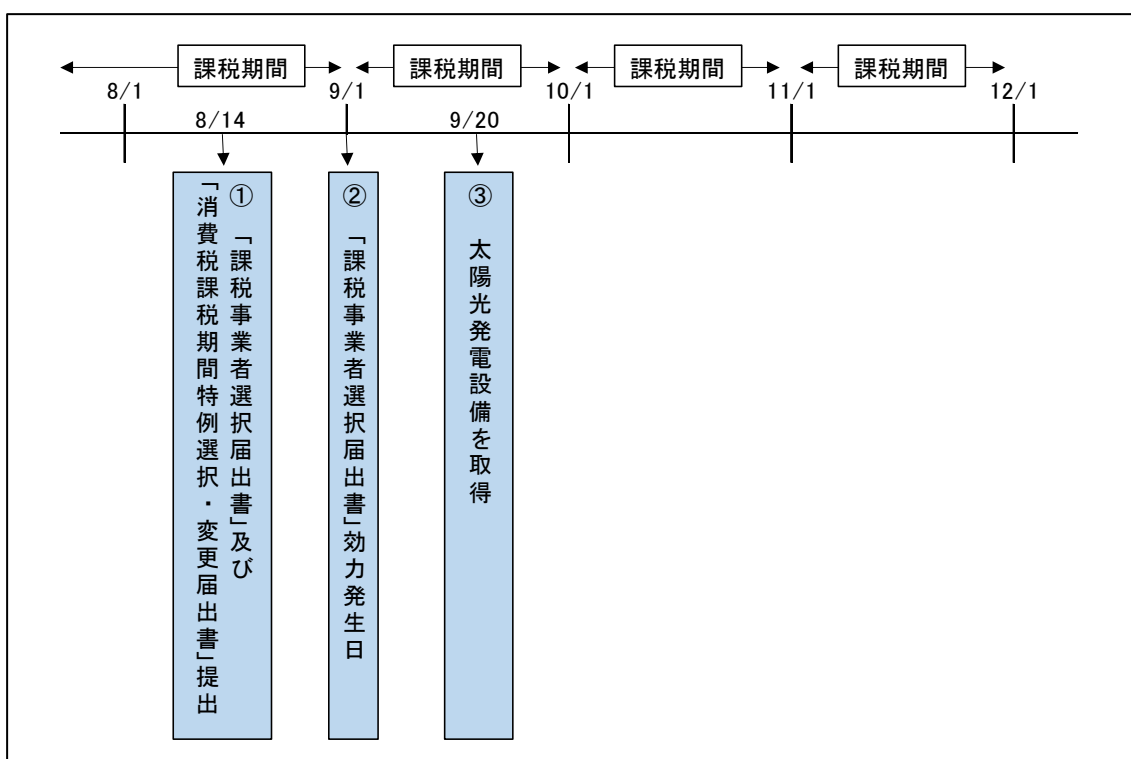 課税期間
課税期間
課税期間
課税期間
8/1
9/1
10/1
11/1
12/1
8/14
9/20
① 「課税事業者選択届出書」及び
「消費税課税期間特例選択・変更届出書」提出
② 「課税事業者選択届出書」効力発生日
③ 太陽光発電設備を取得